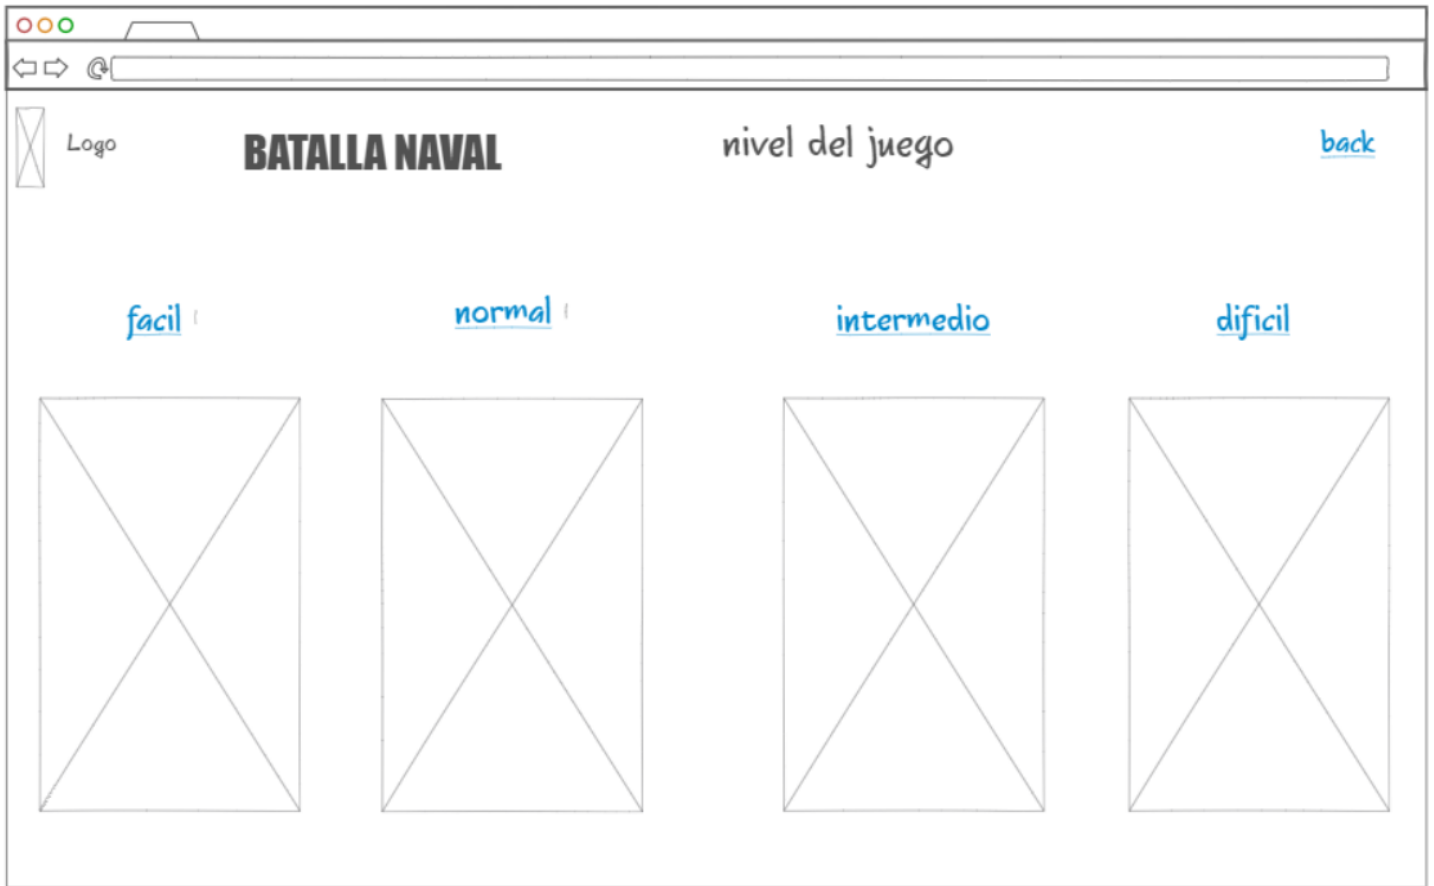 Logo
BATALLA NAVAL
nivel del juego
back
facil
normal
intermedio
dificil